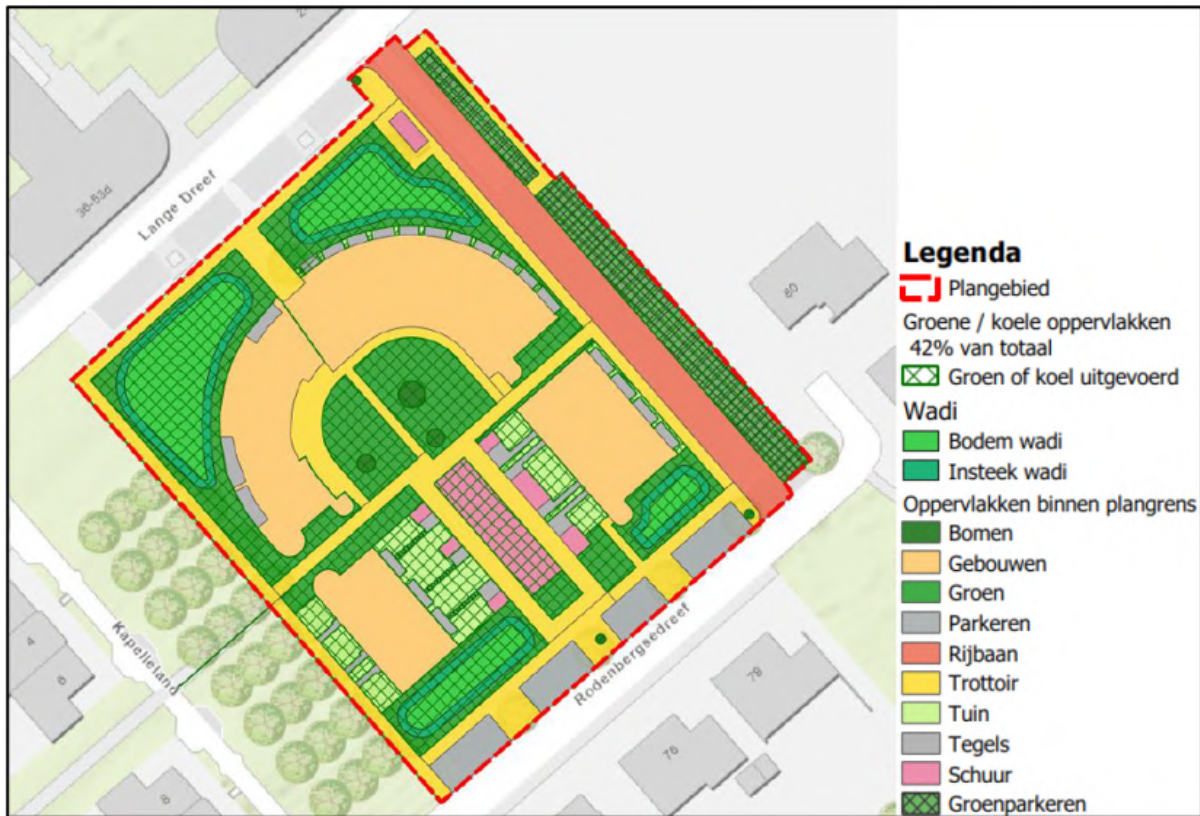 36-53d
Lange Dreef
80
Kapelleland
4
6
8
Rodenbergsedreef
79
76
Legenda
Plangebied
Groene / koele oppervlakken
42% van totaal
Groen of koel uitgevoerd
Wadi
Bodem wadi
Insteek wadi
Oppervlakken binnen plangrens
Bomen
Gebouwen
Groen
Parkeren
Rijbaan
Trottoir
Tuin
Tegels
Schuur
Groenparkeren